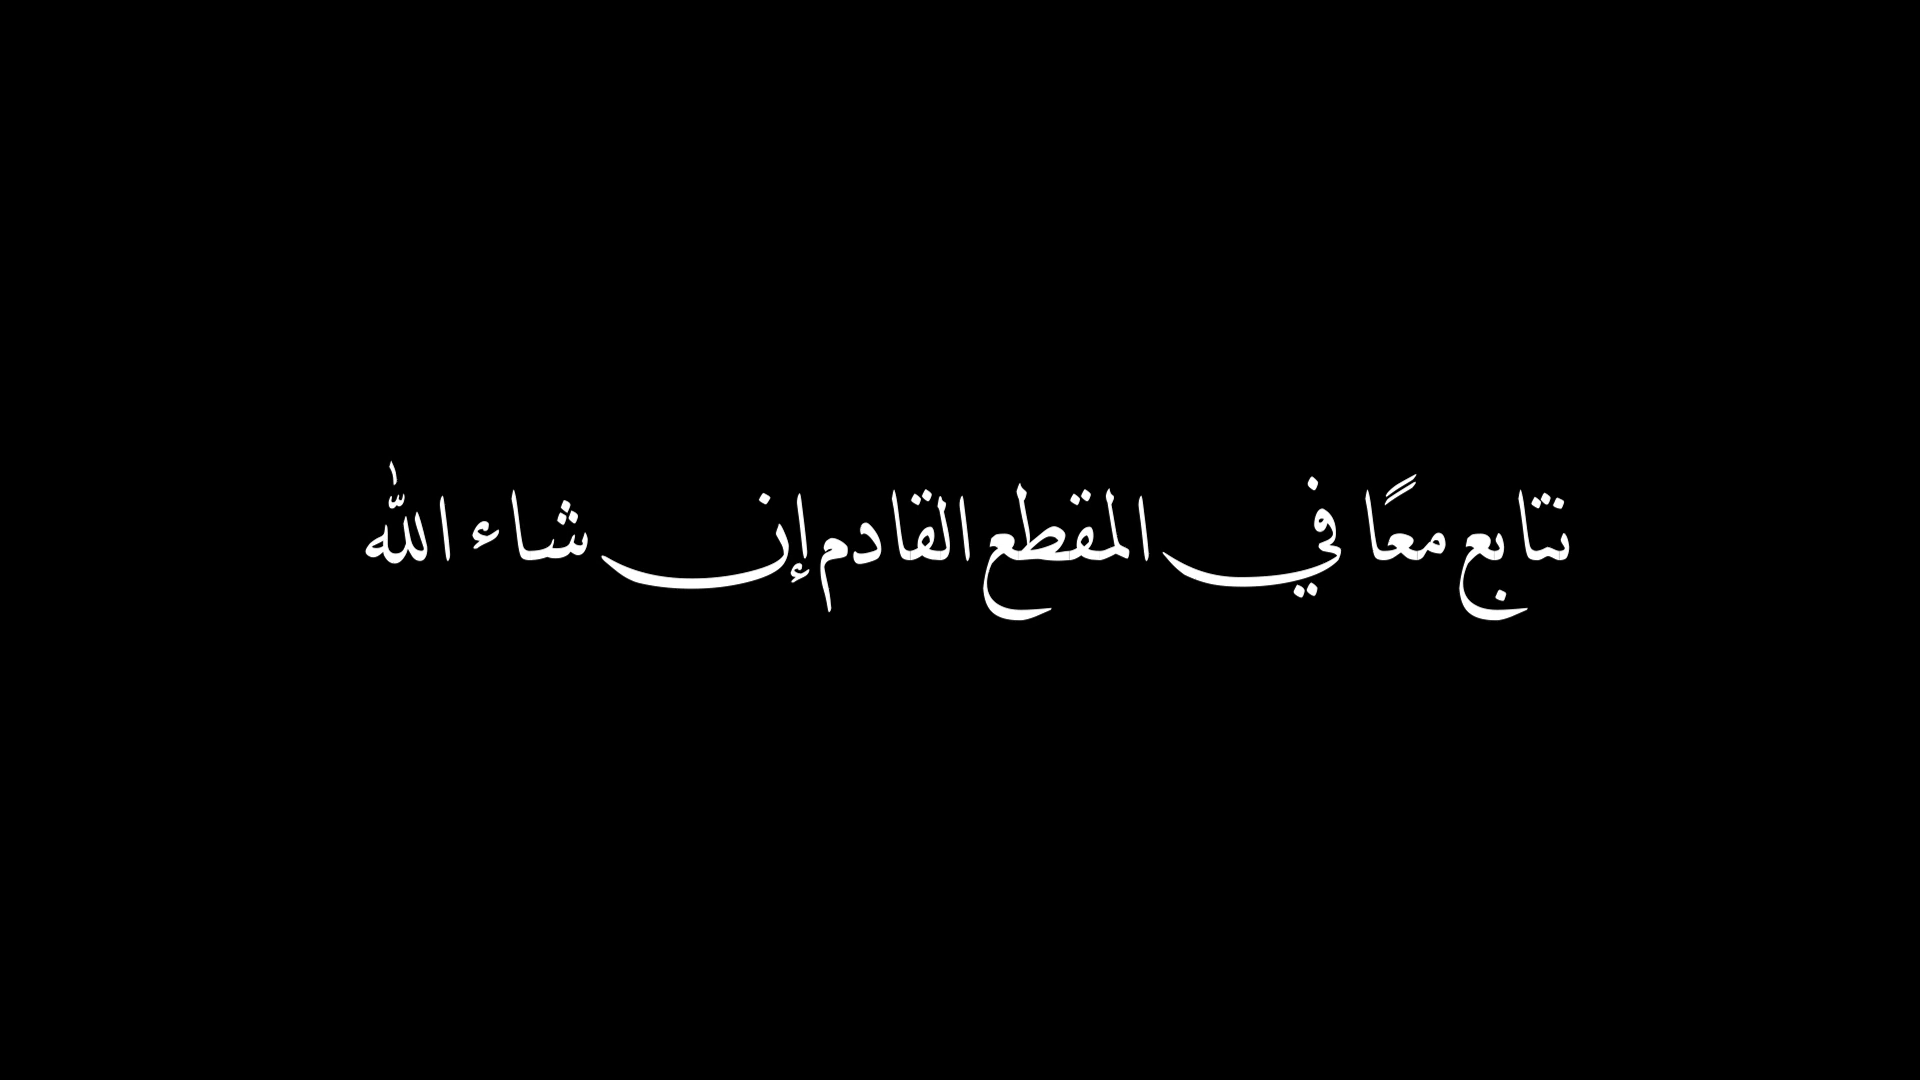 نتابع معًا في المقطع القادم إن شاء الله